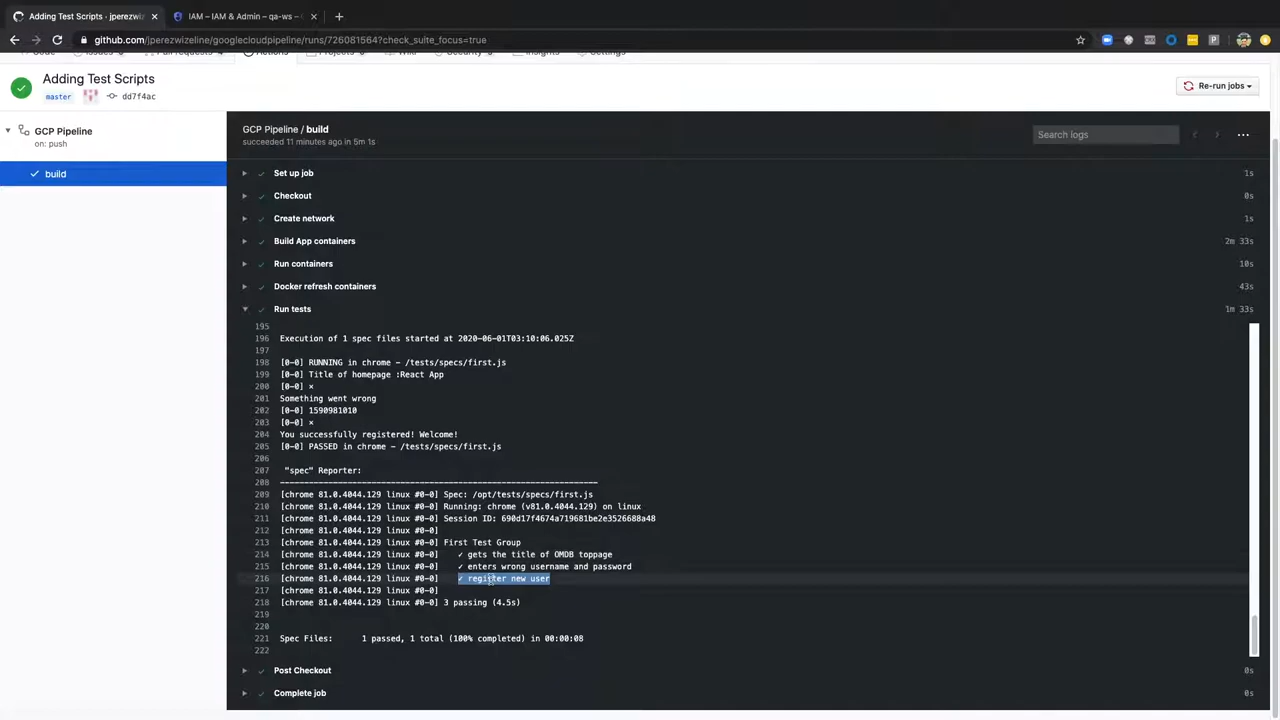 Adding Test Scripts · jperezwiz
IAM – IAM & Admin – qa-ws –
github.com/jperezwizeline/googlecloudpipeline/runs/726081564?check_suite_focus=true
Adding Test Scripts
master
dd7f4ac
Re-run jobs
GCP Pipeline
on: push
build
GCP Pipeline / build
succeeded 11 minutes ago in 5m 1s
Search logs
Set up job 1s
Checkout 0s
Create network 1s
Build App containers 2m 33s
Run containers 10s
Docker refresh containers 43s
Run tests 1m 33s
195
196 Execution of 1 spec files started at 2020-06-01T03:10:06.025Z
197
198 [0-0] RUNNING in chrome - /tests/specs/first.js
199 [0-0] Title of homepage :React App
200 [0-0] ×
201 Something went wrong
202 [0-0] 1590981010
203 [0-0] ×
204 You successfully registered! Welcome!
205 [0-0] PASSED in chrome - /tests/specs/first.js
206
207 "spec" Reporter:
208 ------------------------------------------------------------------
209 [chrome 81.0.4044.129 linux #0-0] Spec: /opt/tests/specs/first.js
210 [chrome 81.0.4044.129 linux #0-0] Running: chrome (v81.0.4044.129) on linux
211 [chrome 81.0.4044.129 linux #0-0] Session ID: 690d17f4674a719681be2e3526688a48
212 [chrome 81.0.4044.129 linux #0-0]
213 [chrome 81.0.4044.129 linux #0-0] First Test Group
214 [chrome 81.0.4044.129 linux #0-0] ✓ gets the title of OMDB toppage
215 [chrome 81.0.4044.129 linux #0-0] ✓ enters wrong username and password
216 [chrome 81.0.4044.129 linux #0-0] ✓ register new user
217 [chrome 81.0.4044.129 linux #0-0]
218 [chrome 81.0.4044.129 linux #0-0] 3 passing (4.5s)
219
220
221 Spec Files: 1 passed, 1 total (100% completed) in 00:00:08
222
Post Checkout 0s
Complete job 0s